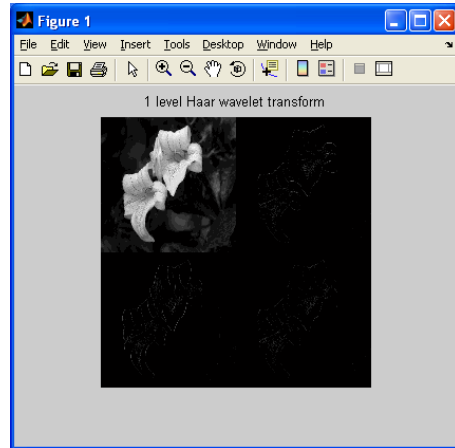 Figure 1
File Edit View Insert Tools Desktop Window Help
1 level Haar wavelet transform